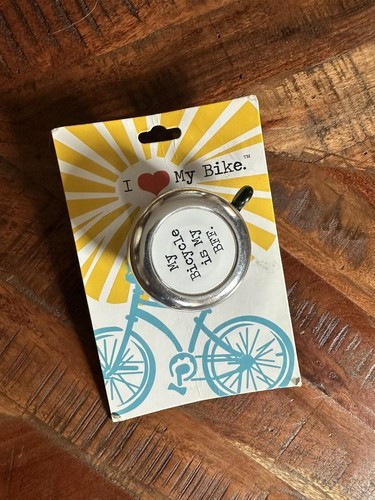 I ❤ My Bike.™
My
Bicycle
is My
BFF.